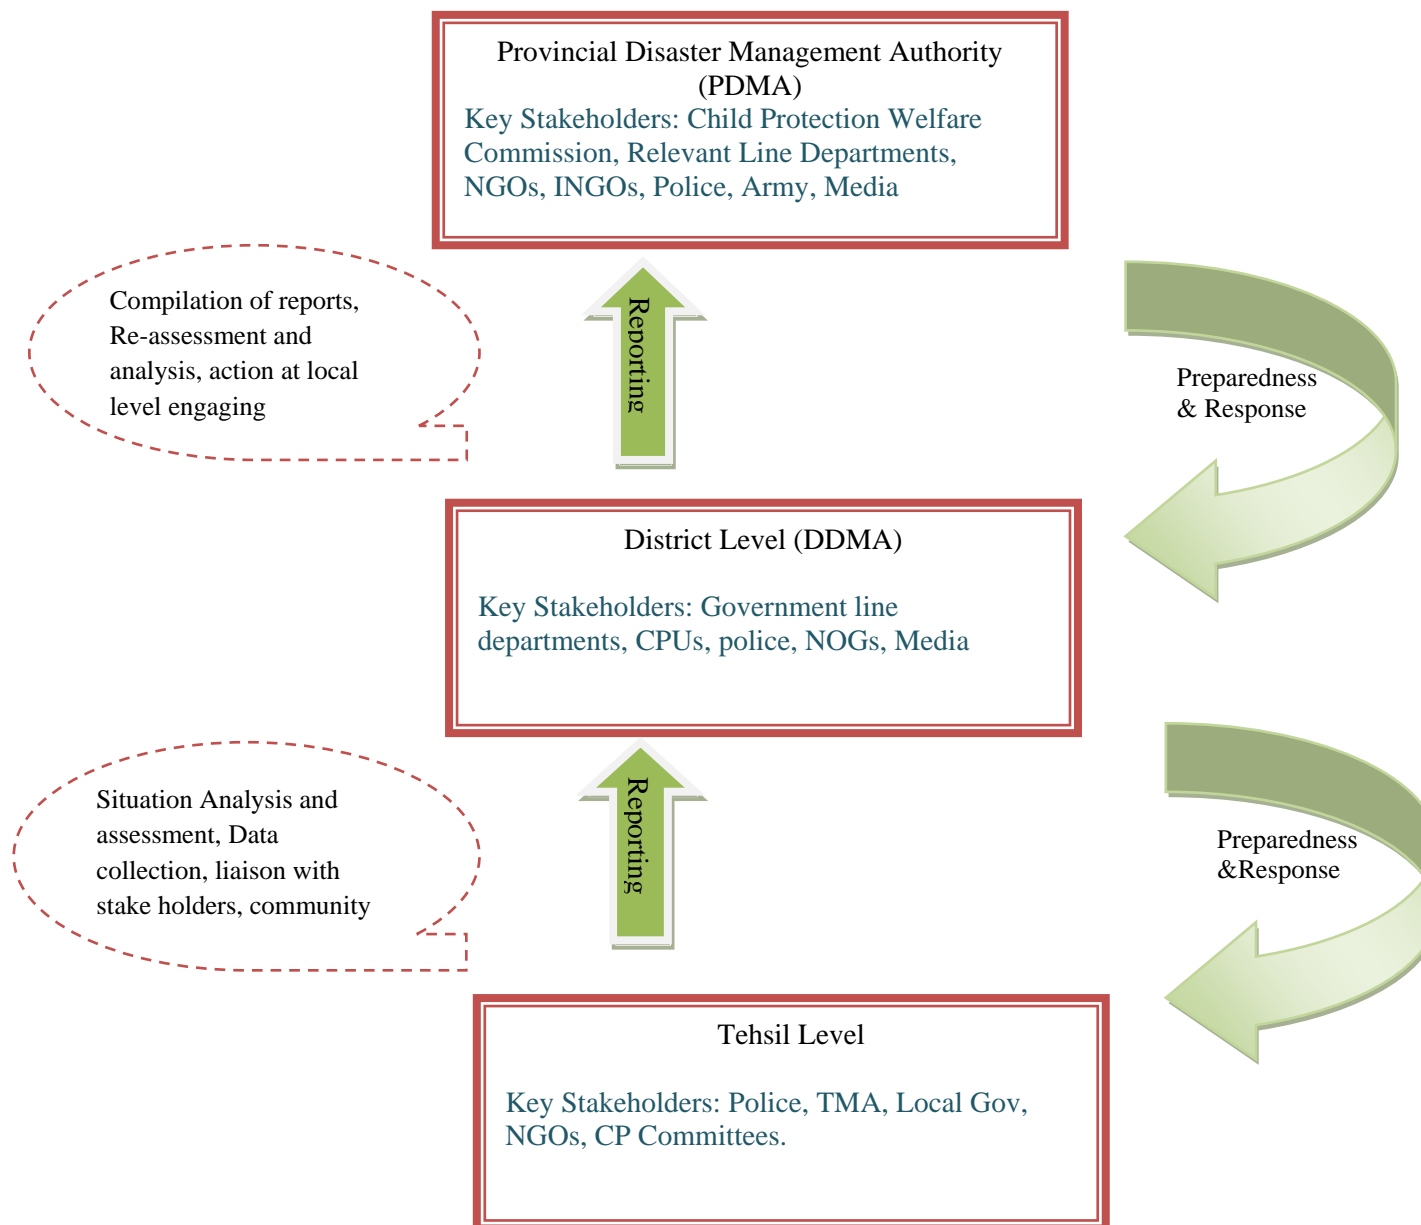 Provincial Disaster Management Authority
(PDMA)
Key Stakeholders: Child Protection Welfare
Commission, Relevant Line Departments,
NGOs, INGOs, Police, Army, Media
Compilation of reports,
Re-assessment and
analysis, action at local
level engaging
Reporting
Preparedness
& Response
District Level (DDMA)
Key Stakeholders: Government line
departments, CPUs, police, NOGs, Media
Situation Analysis and
assessment, Data
collection, liaison with
stake holders, community
Reporting
Preparedness
&Response
Tehsil Level
Key Stakeholders: Police, TMA, Local Gov,
NGOs, CP Committees.